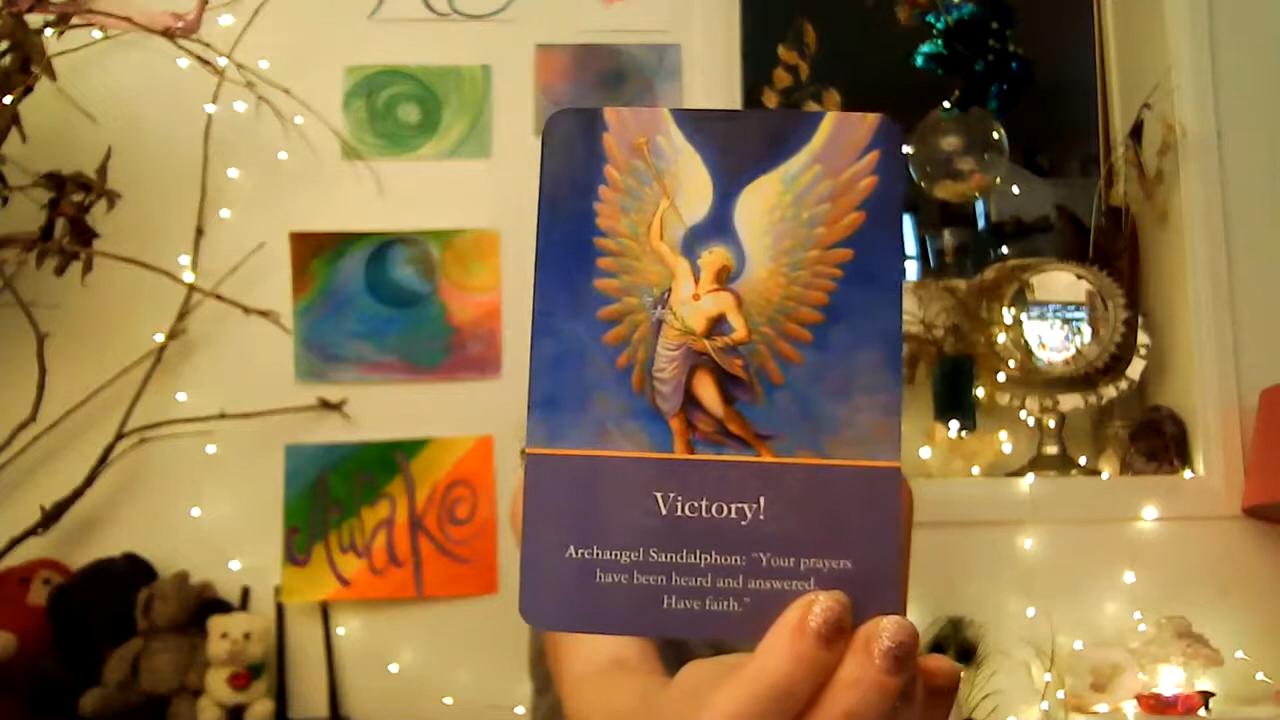 Awake
Victory!
Archangel Sandalphon: "Your prayers
have been heard and answered.
Have faith."